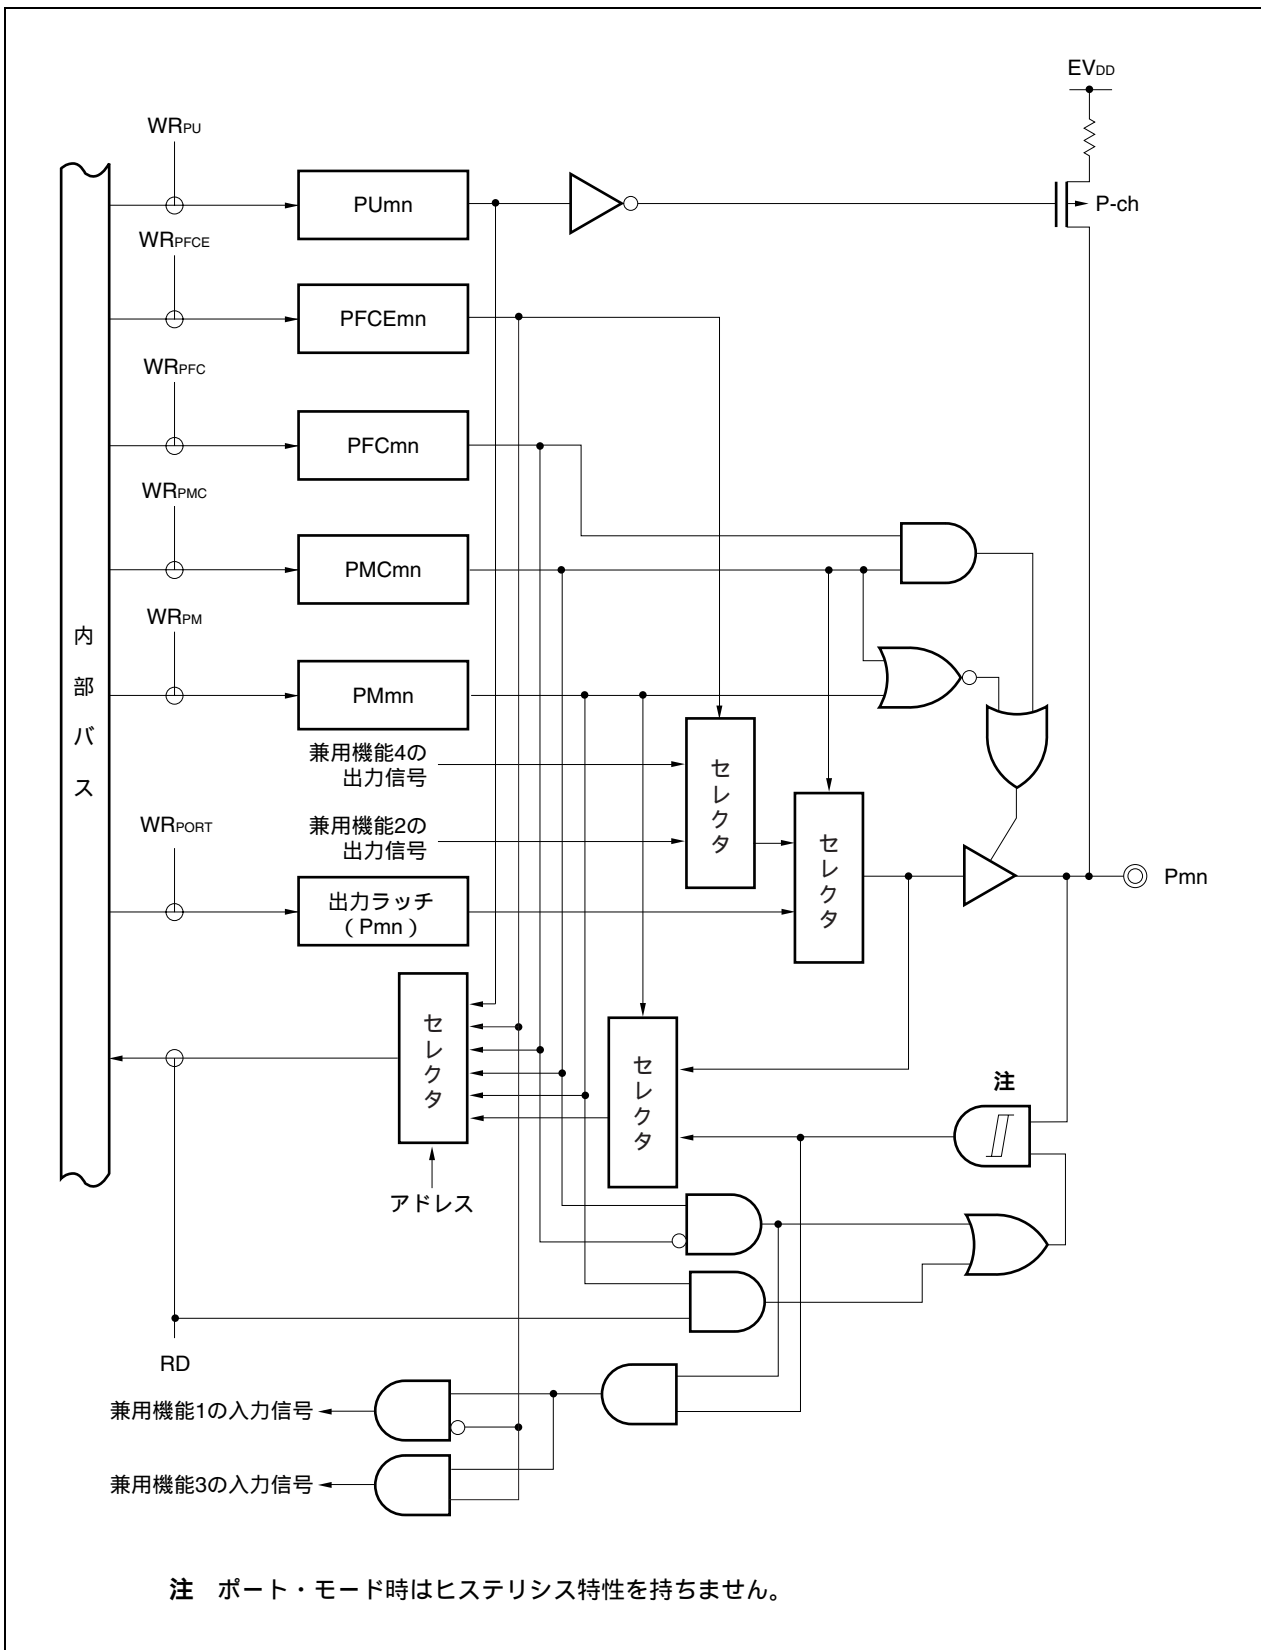 EVDD
WRPU
PUmn
P-ch
WRPFCE
PFCEmn
WRPFC
PFCmn
WRPMC
PMCmn
WRPM
PMmn
内部バス
兼用機能4の
出力信号
セレクタ
兼用機能2の
出力信号
セレクタ
WRPORT
出力ラッチ
（Pmn）
Pmn
セレクタ
セレクタ
注
アドレス
RD
兼用機能1の入力信号
兼用機能3の入力信号
注　ポート・モード時はヒステリシス特性を持ちません。